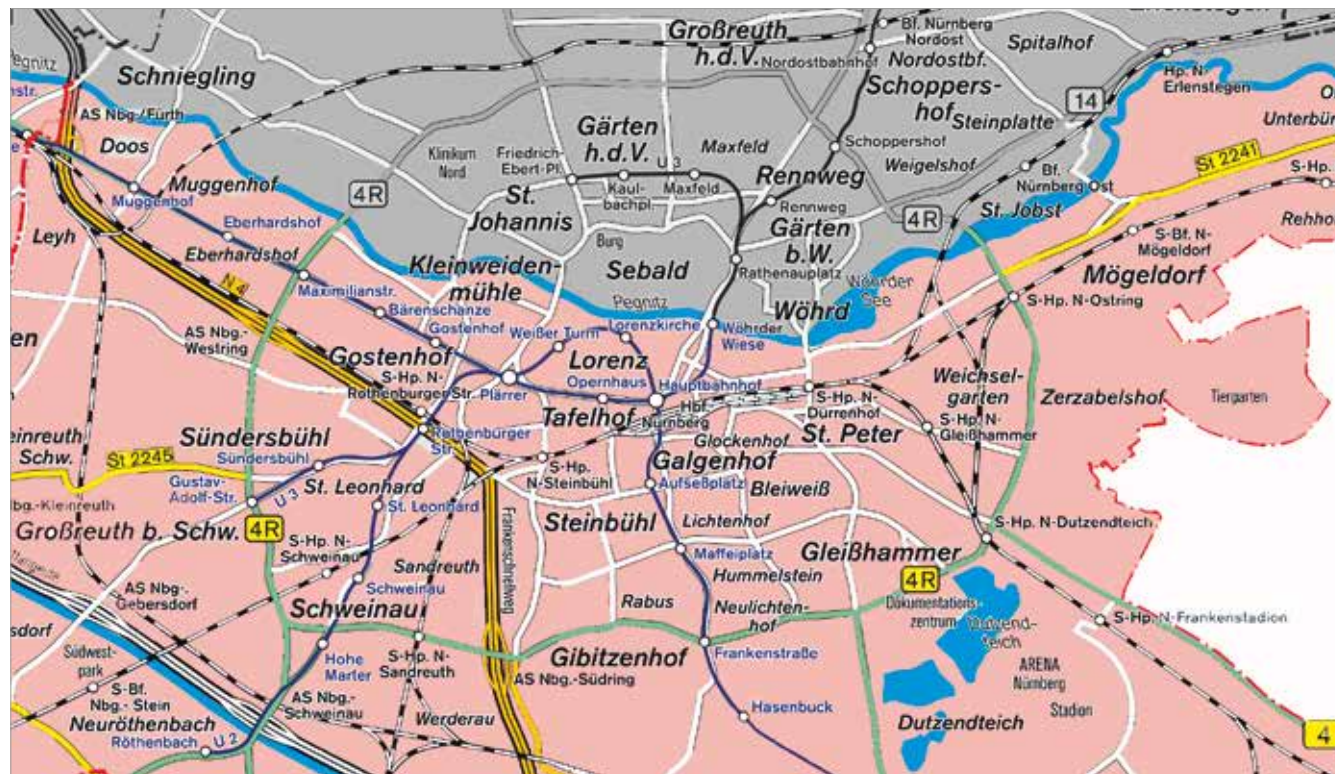 Großreuth
h.d.V.
Bf. Nürnberg
Nordost
Nordostbahnhof
Nordostbf.
Spitalhof
Pegnitz
Schniegling
Schoppers-
hof
Steinplatte
14
Hp. N-
Erlenstegen
AS Nbg./Fürth
Doos
Gärten
h.d.V.
U 3
Maxfeld
Schoppershof
Weigelshof
St 2241
Klinikum
Nord
Friedrich-
Ebert-Pl.
Kaul-
bachpl.
Maxfeld
Rennweg
Rennweg
Bf.
Nürnberg Ost
S-Hp.
Muggenhof
Muggenhof
4R
St.
Johannis
4R
St. Jobst
S-Bf. N-
Mögeldorf
Leyh
Eberhardshof
Eberhardshof
Burg
Gärten
b.W.
Sebald
Rathenauplatz
Mögeldorf
Kleinweiden-
mühle
N 4
Maximilianstr.
Bärenschanze
Pegnitz
Wöhrder
See
Wöhrd
S-Hp. N-Ostring
AS Nbg.-
Westring
Gostenhof
Weißer Turm
Lorenzkirche
Wöhrder
Wiese
Gostenhof
Lorenz
S-Hp. N-
Rothenburger Str.
Plärrer
Opernhaus
Hauptbahnhof
Weichsel-
garten
Zerzabelshof
Tiergarten
Tafelhof
Hbf.
Nürnberg
S-Hp. N-
Dürrenhof
S-Hp. N-
Gleißhammer
Sündersbühl
Sündersbühl
Rothenburger
Str.
Glockenhof
St. Peter
St 2245
Gustav-
Adolf-Str.
U 3
St. Leonhard
St. Leonhard
S-Hp.
N-Steinbühl
Galgenhof
Aufseßplatz
Bleiweiß
Großreuth b. Schw.
4R
Steinbühl
Lichtenhof
S-Hp. N-Dutzendteich
S-Hp. N-
Schweinau
Sandreuth
Frankenschnellweg
Maffeiplatz
Gleißhammer
AS Nbg.-
Gebersdorf
Schweinau
Schweinau
Hummelstein
4R
Rabus
Neulichten-
hof
Dokumentations-
zentrum
S-Hp. N-Frankenstadion
Südwest-
park
Hohe
Marter
S-Hp. N-
Sandreuth
Gibitzenhof
Frankenstraße
AS Nbg.-Südring
ARENA
Nürnberg
S-Bf.
Nbg.- Stein
AS Nbg.-
Schweinau
Werderau
Hasenbuck
Dutzendteich
Stadion
Neuröthenbach
Röthenbach
U 2
4